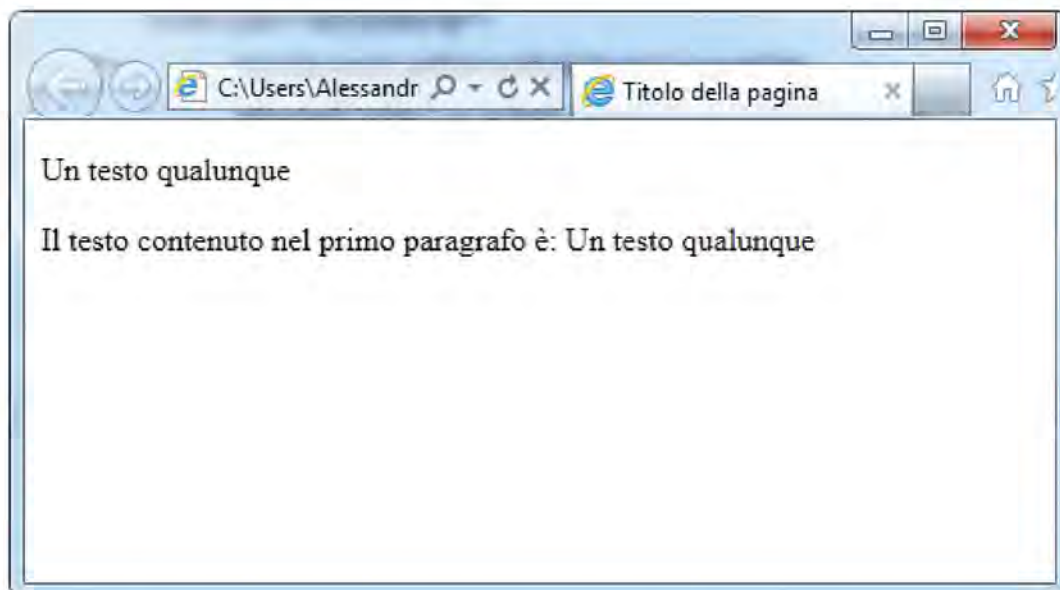 C:\Users\Alessandr
Titolo della pagina
Un testo qualunque
Il testo contenuto nel primo paragrafo è: Un testo qualunque